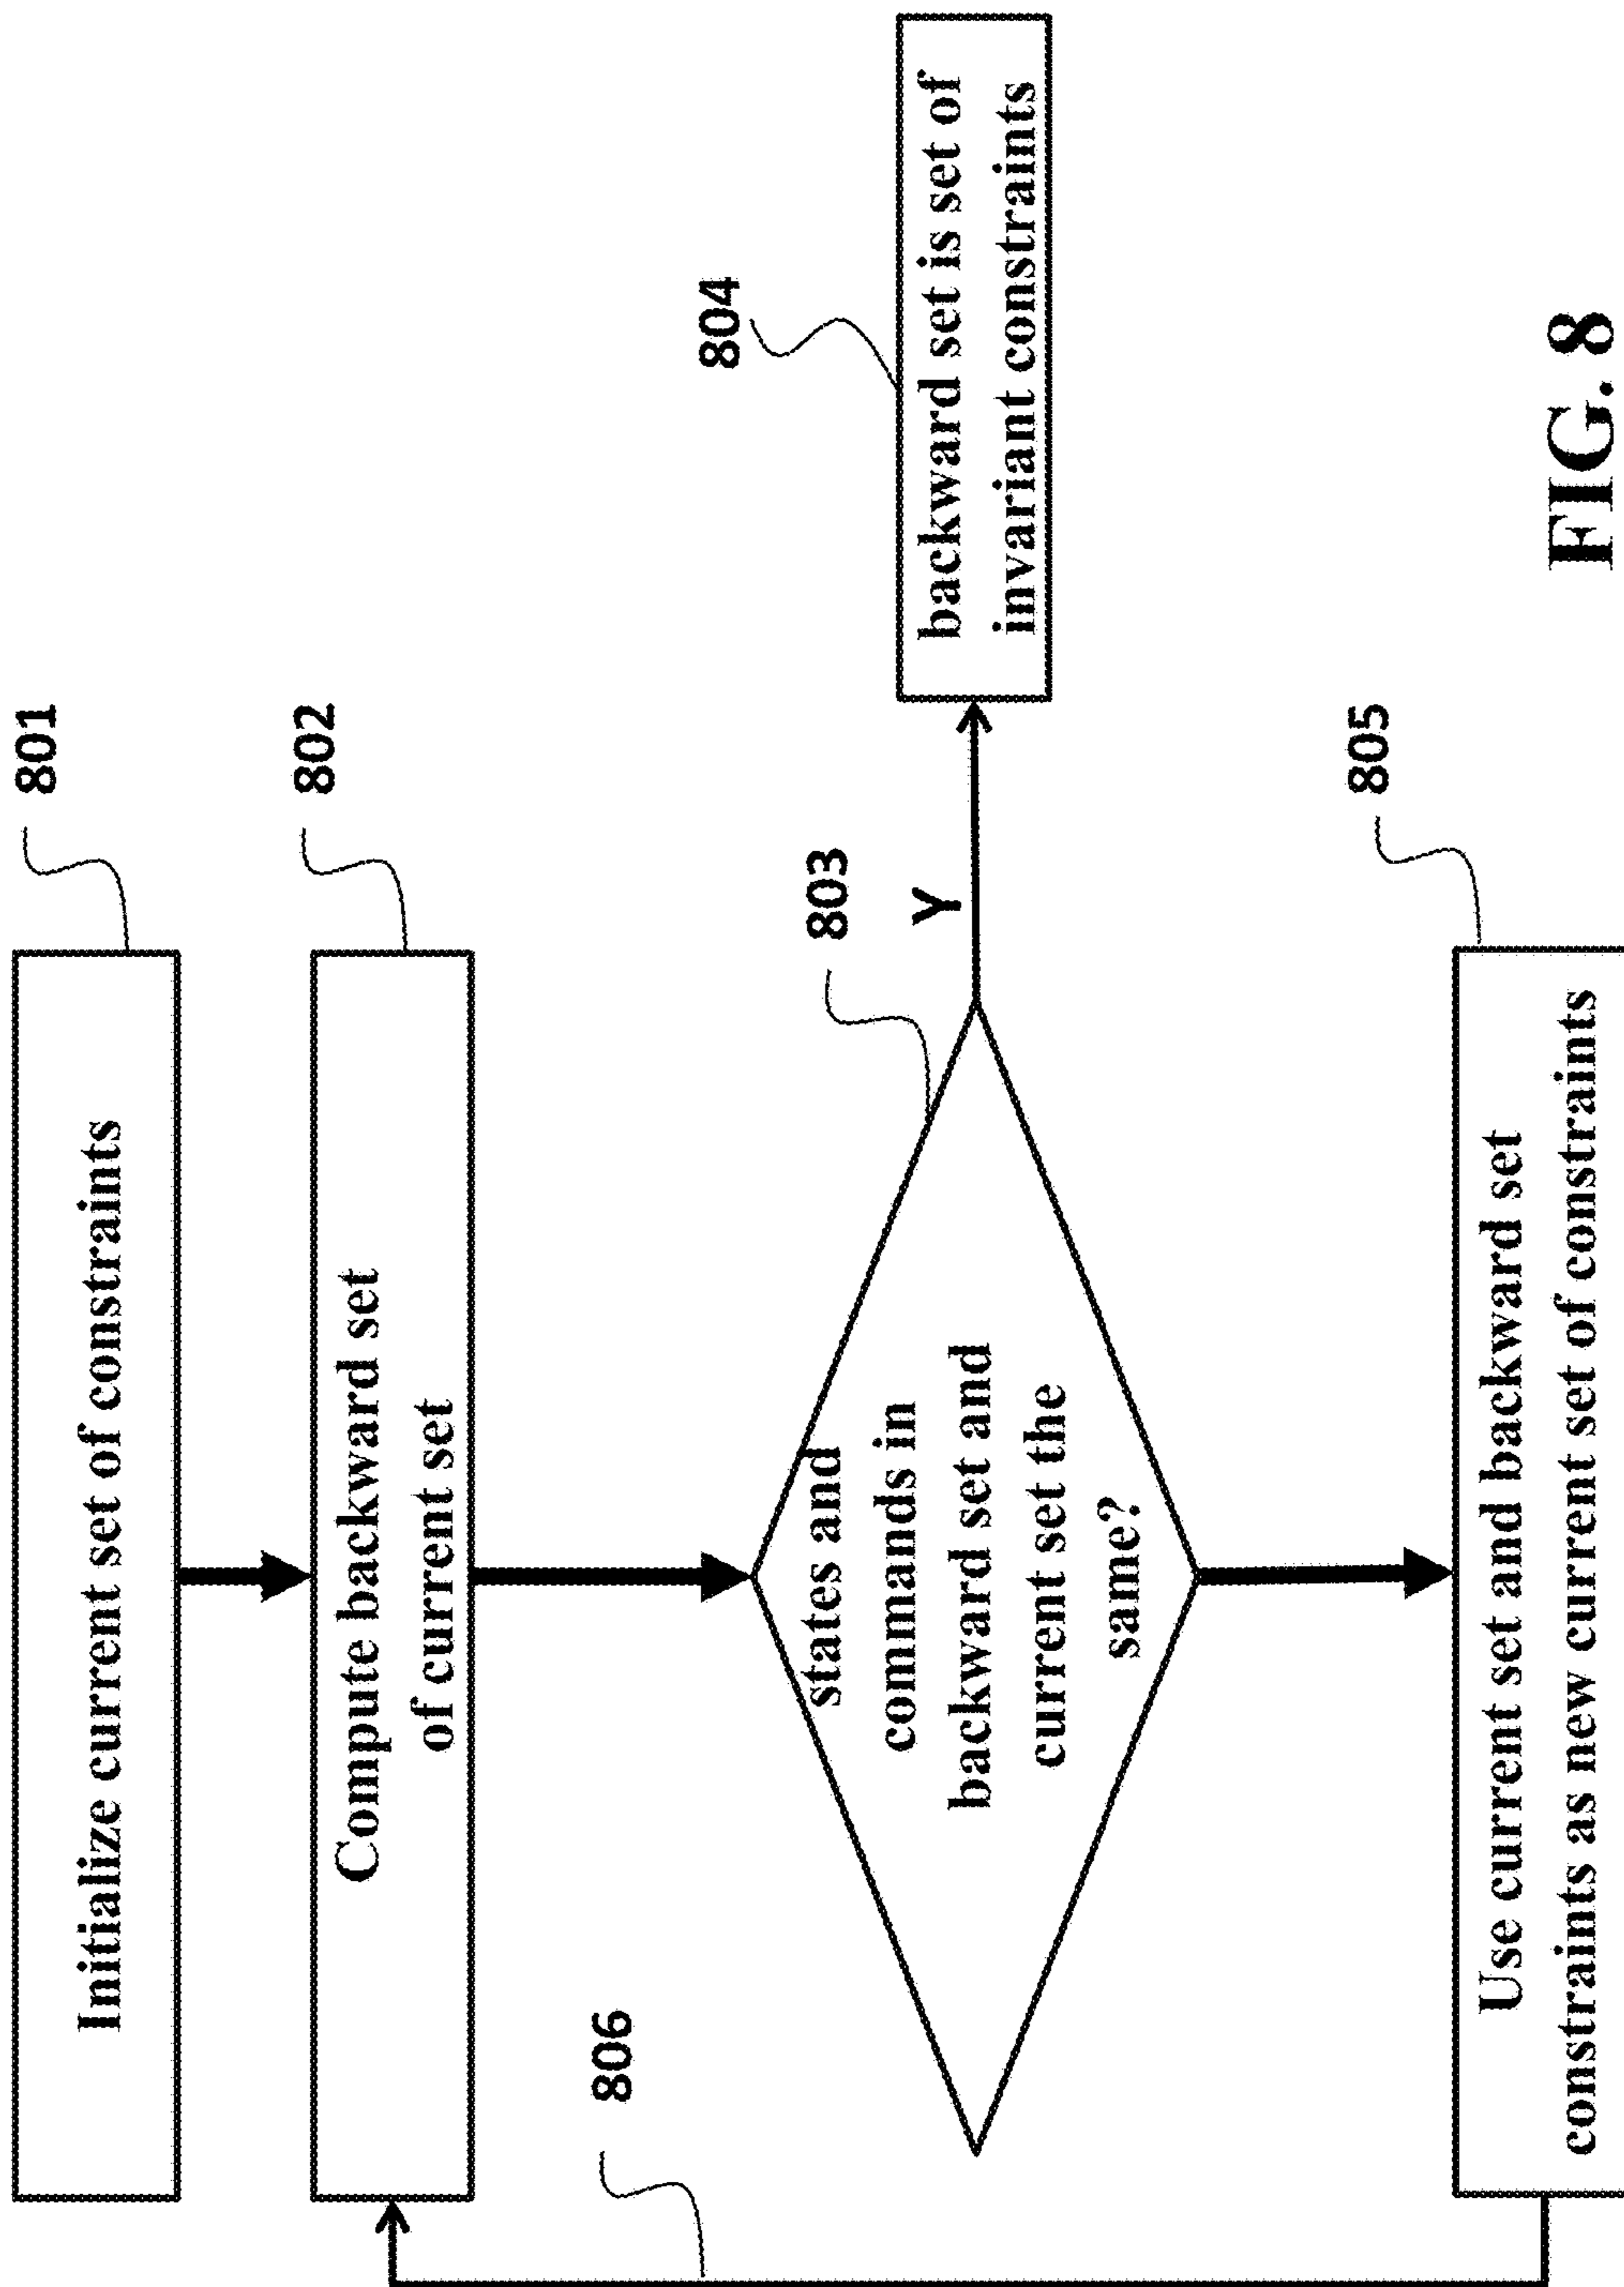 801
Initialize current set of constraints
802
Compute backward set
of current set
803
states and
commands in
backward set and
current set the
same?
Y
804
backward set is set of
invariant constraints
805
Use current set and backward set
constraints as new current set of constraints
806
FIG. 8